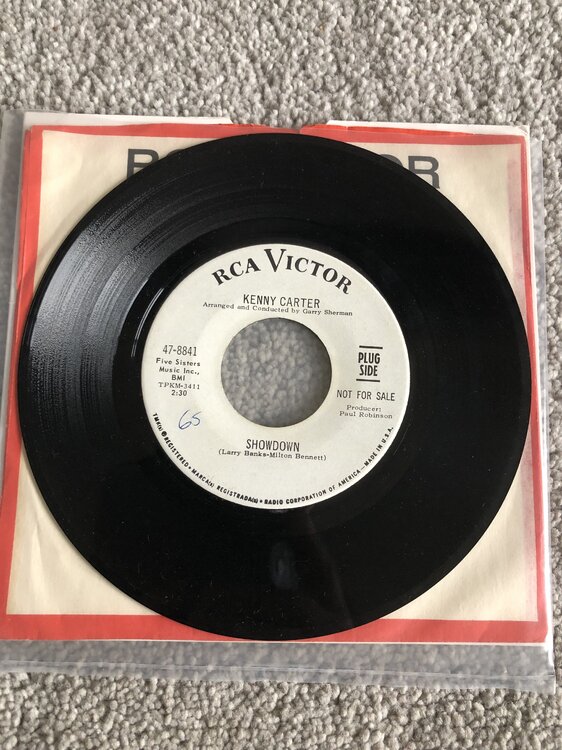 RCA VICTOR
KENNY CARTER
Arranged and Conducted by Garry Sherman
47-8841
Five Sisters
Music Inc.,
BMI
TPKM-3411
2:30
PLUG
SIDE
NOT FOR SALE
Producer:
Paul Robinson
65
SHOWDOWN
(Larry Banks-Milton Bennett)
TMK(s) ® REGISTERED • MARCA(s) REGISTRADA(s) • RADIO CORPORATION OF AMERICA—MADE IN U.S.A.